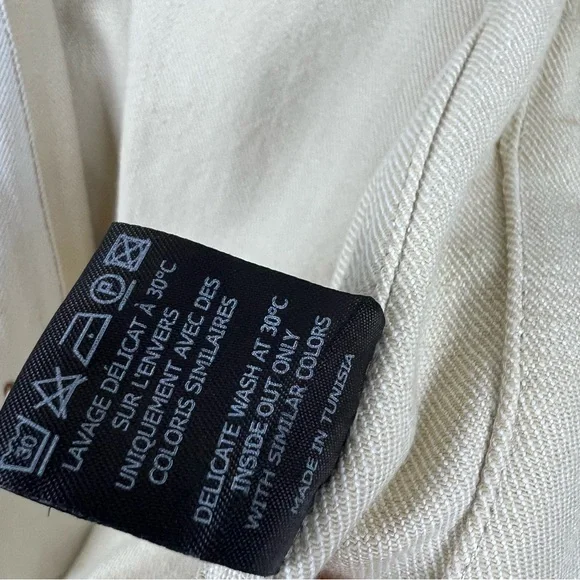 30
P
LAVAGE DÉLICAT À 30°C
SUR L'ENVERS
UNIQUEMENT AVEC DES
COLORIS SIMILAIRES
DELICATE WASH AT 30°C
INSIDE OUT ONLY
WITH SIMILAR COLORS
MADE IN TUNISIA